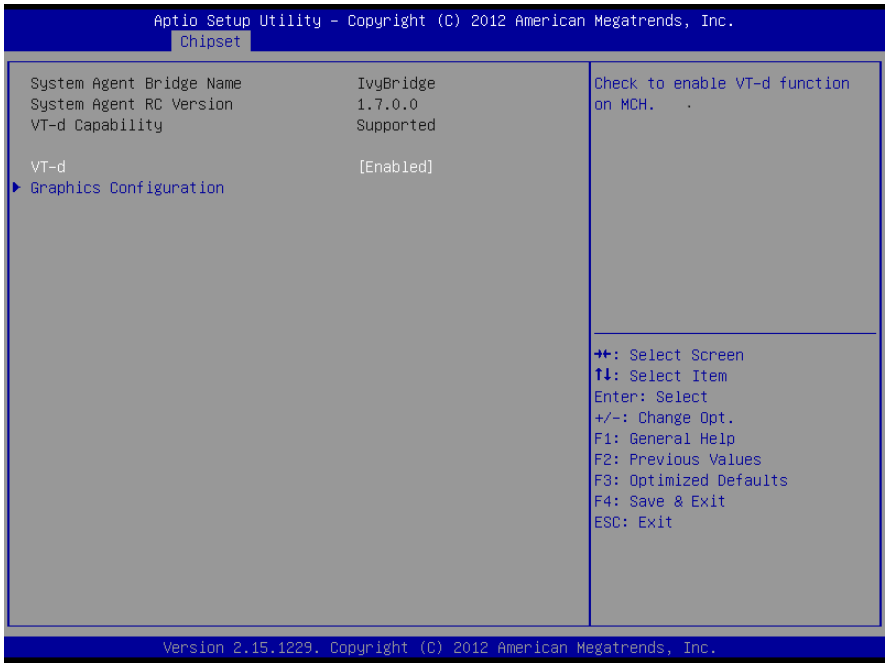 Aptio Setup Utility – Copyright (C) 2012 American Megatrends, Inc.
Chipset
System Agent Bridge Name IvyBridge
System Agent RC Version 1.7.0.0
VT-d Capability Supported
VT-d [Enabled]
Graphics Configuration
Check to enable VT-d function
on MCH.
→←: Select Screen
↑↓: Select Item
Enter: Select
+/-: Change Opt.
F1: General Help
F2: Previous Values
F3: Optimized Defaults
F4: Save & Exit
ESC: Exit
Version 2.15.1229. Copyright (C) 2012 American Megatrends, Inc.